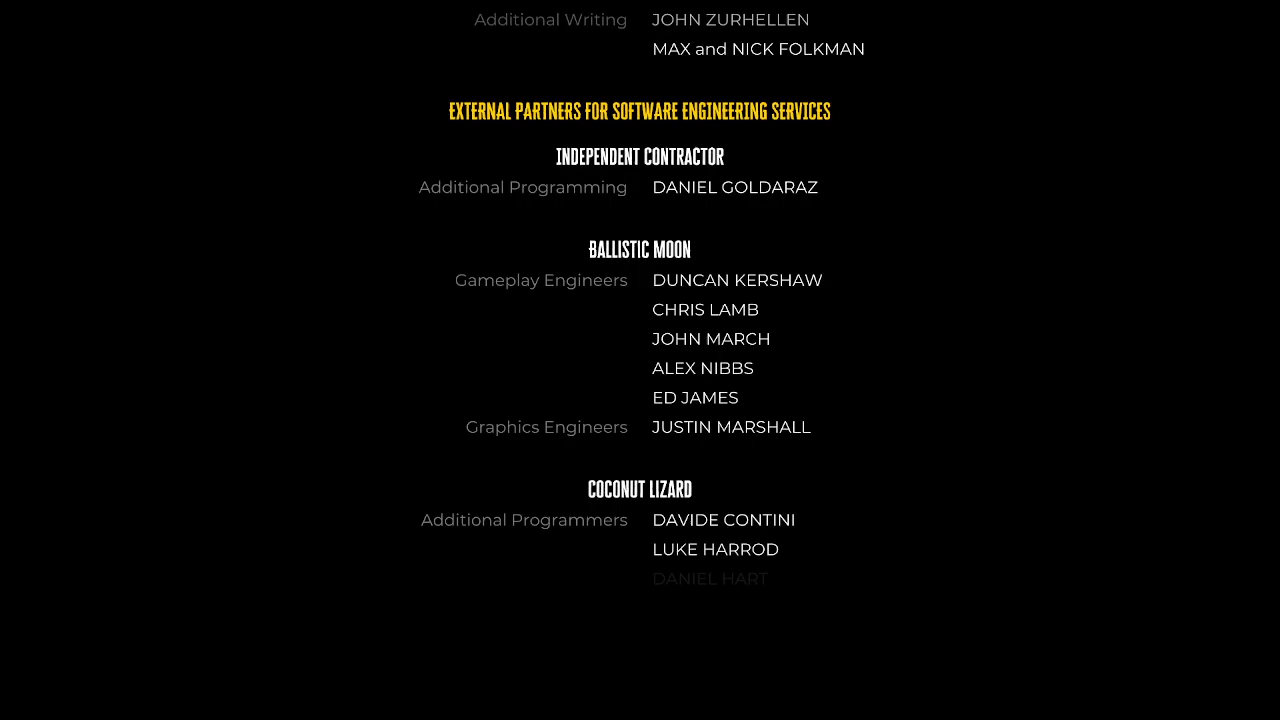 Additional Writing JOHN ZURHELLEN
MAX and NICK FOLKMAN
EXTERNAL PARTNERS FOR SOFTWARE ENGINEERING SERVICES
INDEPENDENT CONTRACTOR
Additional Programming DANIEL GOLDARAZ
BALLISTIC MOON
Gameplay Engineers DUNCAN KERSHAW
CHRIS LAMB
JOHN MARCH
ALEX NIBBS
ED JAMES
Graphics Engineers JUSTIN MARSHALL
COCONUT LIZARD
Additional Programmers DAVIDE CONTINI
LUKE HARROD
DANIEL HART